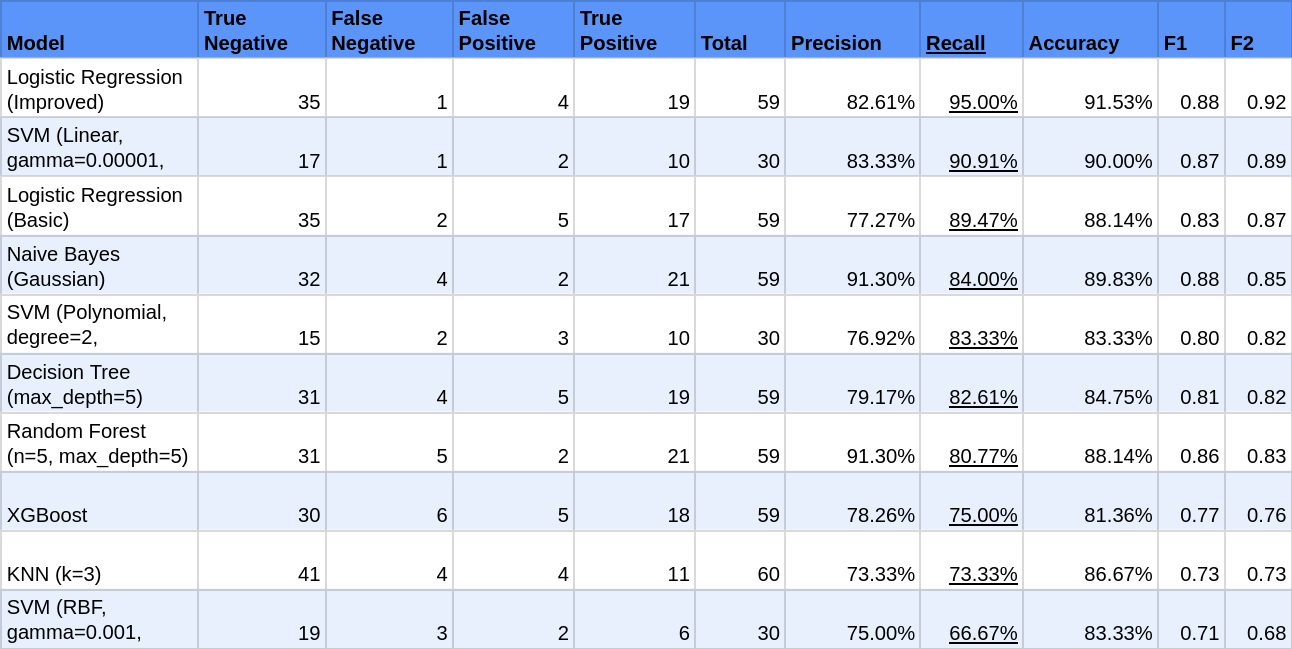 Model True Negative False Negative False Positive True Positive Total Precision Recall Accuracy F1 F2
Logistic Regression (Improved) 35 1 4 19 59 82.61% 95.00% 91.53% 0.88 0.92
SVM (Linear, gamma=0.00001, 17 1 2 10 30 83.33% 90.91% 90.00% 0.87 0.89
Logistic Regression (Basic) 35 2 5 17 59 77.27% 89.47% 88.14% 0.83 0.87
Naive Bayes (Gaussian) 32 4 2 21 59 91.30% 84.00% 89.83% 0.88 0.85
SVM (Polynomial, degree=2, 15 2 3 10 30 76.92% 83.33% 83.33% 0.80 0.82
Decision Tree (max_depth=5) 31 4 5 19 59 79.17% 82.61% 84.75% 0.81 0.82
Random Forest (n=5, max_depth=5) 31 5 2 21 59 91.30% 80.77% 88.14% 0.86 0.83
XGBoost 30 6 5 18 59 78.26% 75.00% 81.36% 0.77 0.76
KNN (k=3) 41 4 4 11 60 73.33% 73.33% 86.67% 0.73 0.73
SVM (RBF, gamma=0.001, 19 3 2 6 30 75.00% 66.67% 83.33% 0.71 0.68